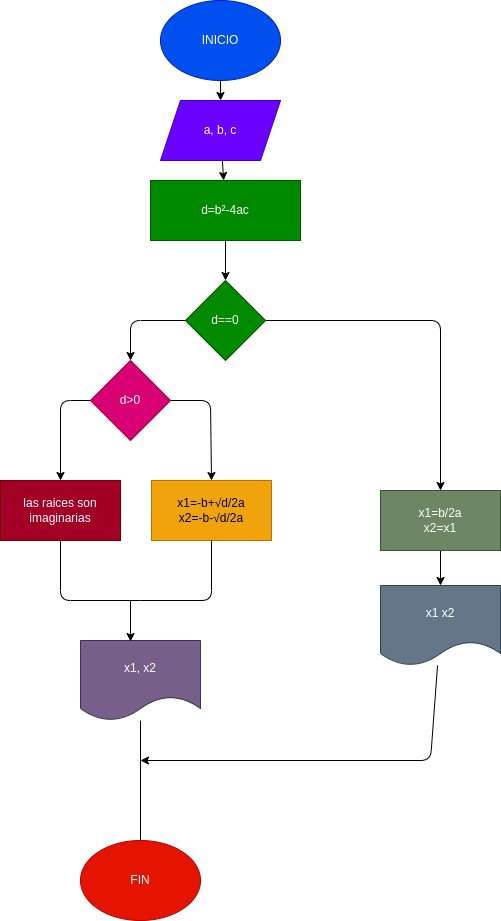 INICIO
a, b, c
d=b²-4ac
d==0
d>0
las raices son
imaginarias
x1=-b+√d/2a
x2=-b-√d/2a
x1=b/2a
x2=x1
x1 x2
x1, x2
FIN